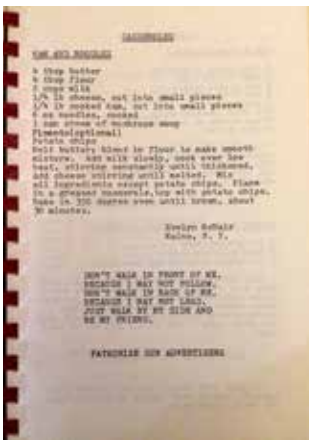 CASSEROLES
HAM AND NOODLES
4 tbsp butter
4 tbsp flour
2 cups milk
1/4 lb cheese, cut into small pieces
1/4 lb cooked ham, cut into small pieces
6 oz noodles, cooked
1 can cream of mushroom soup
Pimento(optional)
Potato chips
Melt butter; blend in flour to make smooth
mixture. Add milk slowly, cook over low
heat, stirring constantly until thickened,
add cheese stirring until melted. Mix
all ingredients except potato chips. Place
in a greased casserole, top with potato chips.
Bake in 350 degree oven until brown, about
30 minutes.
Evelyn McNair
N. Y.
DON'T WALK IN FRONT OF ME,
BECAUSE I MAY NOT FOLLOW.
DON'T WALK IN BACK OF ME,
BECAUSE I MAY NOT LEAD.
JUST WALK BY MY SIDE AND
BE MY FRIEND.
PATRONIZE OUR ADVERTISERS